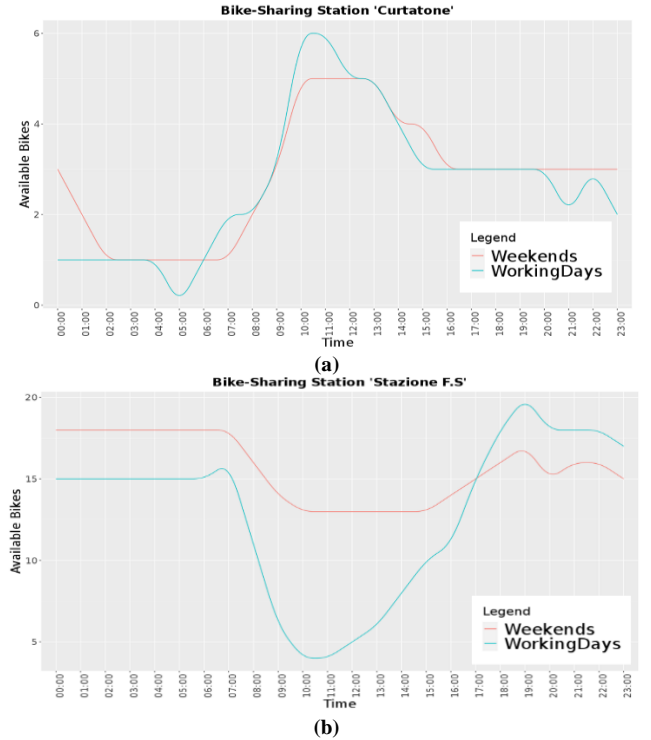 Bike-Sharing Station 'Curtatone'
Available Bikes
6
4
2
0
Legend
Weekends
WorkingDays
00:00 01:00 02:00 03:00 04:00 05:00 06:00 07:00 08:00 09:00 10:00 11:00 12:00 13:00 14:00 15:00 16:00 17:00 18:00 19:00 20:00 21:00 22:00 23:00
Time
(a)
Bike-Sharing Station 'Stazione F.S'
Available Bikes
20
15
10
5
Legend
Weekends
WorkingDays
00:00 01:00 02:00 03:00 04:00 05:00 06:00 07:00 08:00 09:00 10:00 11:00 12:00 13:00 14:00 15:00 16:00 17:00 18:00 19:00 20:00 21:00 22:00 23:00
Time
(b)